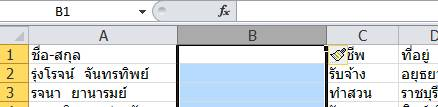 B1 fx
A B C D
1 ชื่อ-สกุล ชีพ ที่อยู่
2 รุ่งโรจน์ จันทรทิพย์ รับจ้าง อยุธยา
3 รจนา ยานารมย์ ทำสวน ราชบุรี